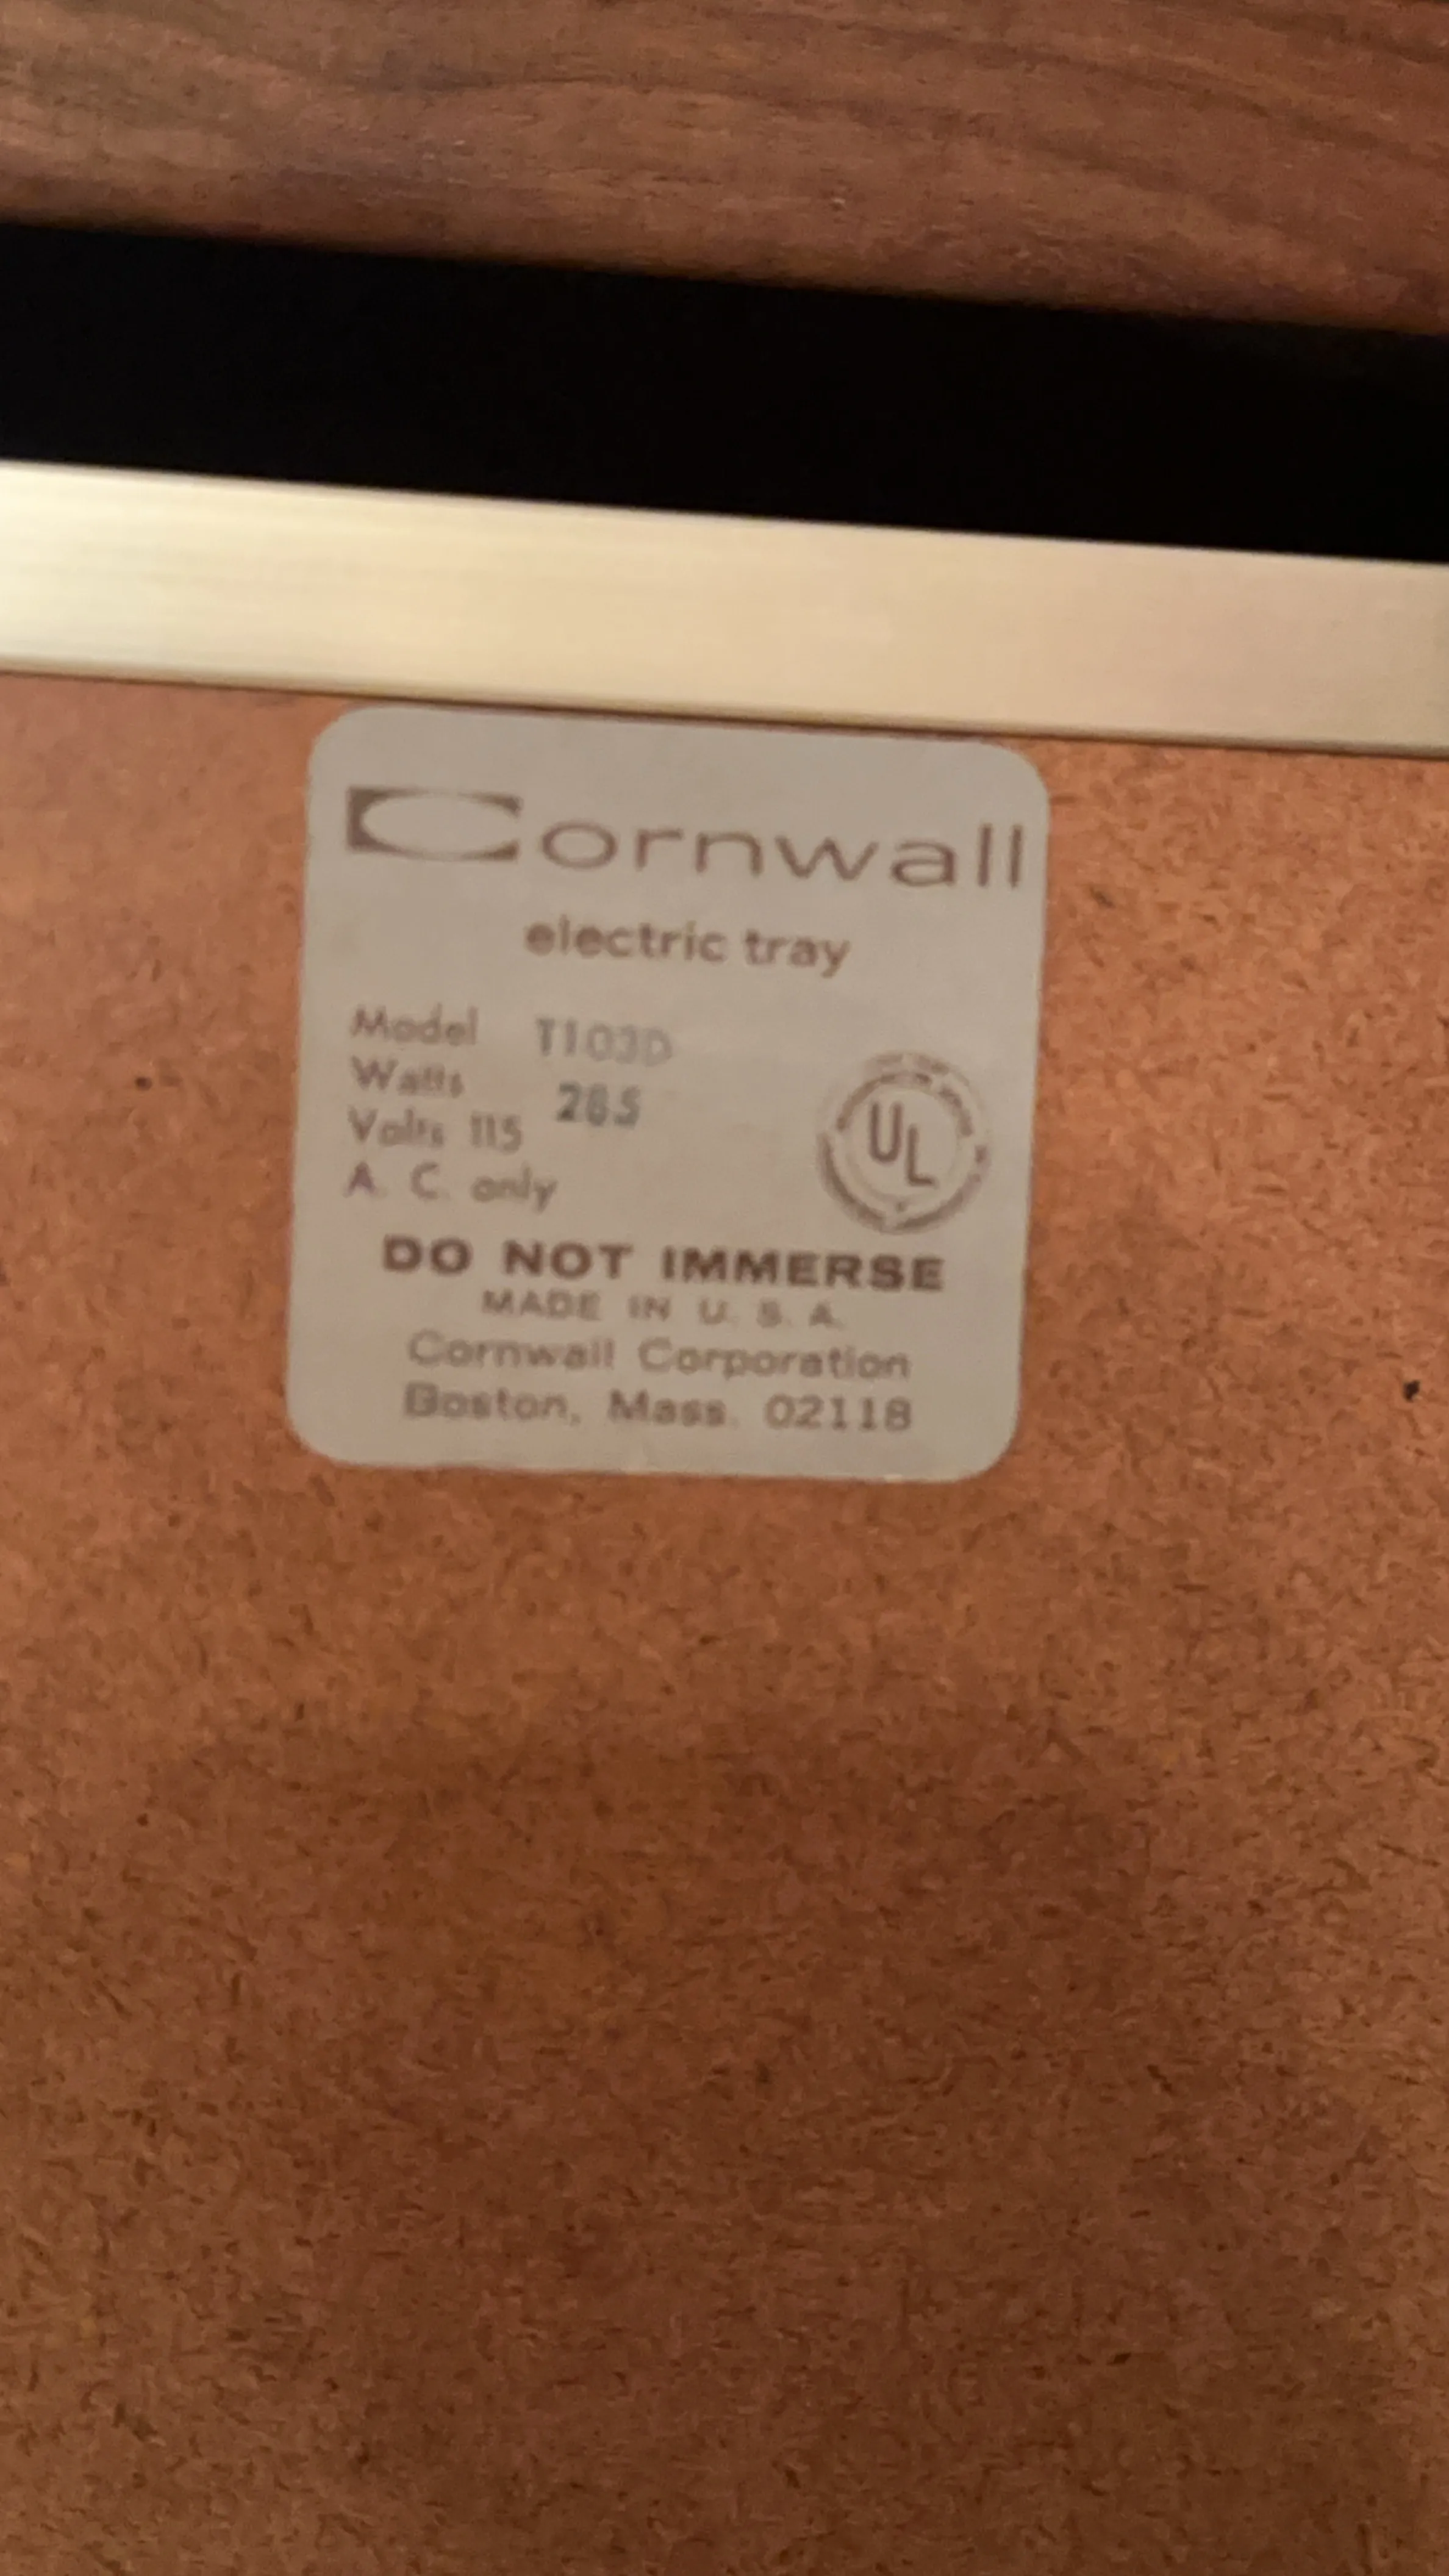 Cornwall
electric tray
Model T103D
Watts 285
Volts 115
A. C. only
UL
DO NOT IMMERSE
MADE IN U. S. A.
Cornwall Corporation
Boston, Mass. 02118